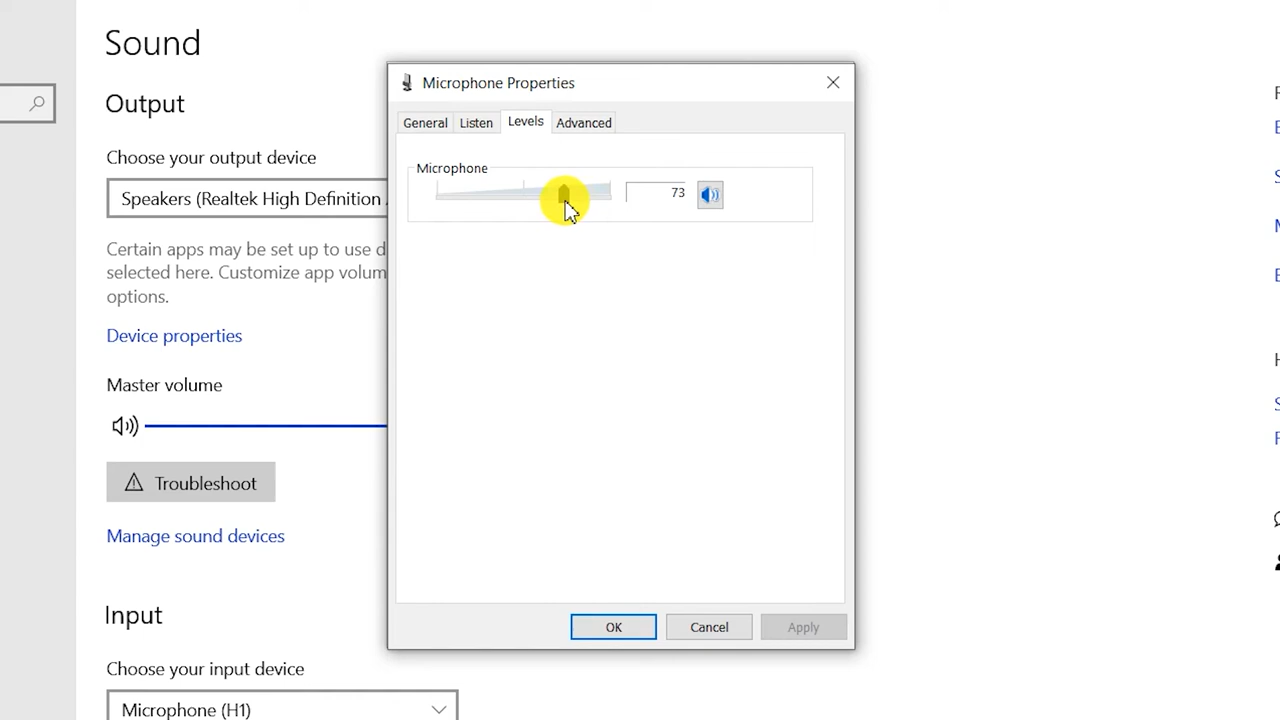 Sound
Output
Choose your output device
Speakers (Realtek High Definition
Certain apps may be set up to use d
selected here. Customize app volum
options.
Device properties
Master volume
Troubleshoot
Manage sound devices
Input
Choose your input device
Microphone (H1)
Microphone Properties
General Listen Levels Advanced
Microphone
73
OK Cancel Apply